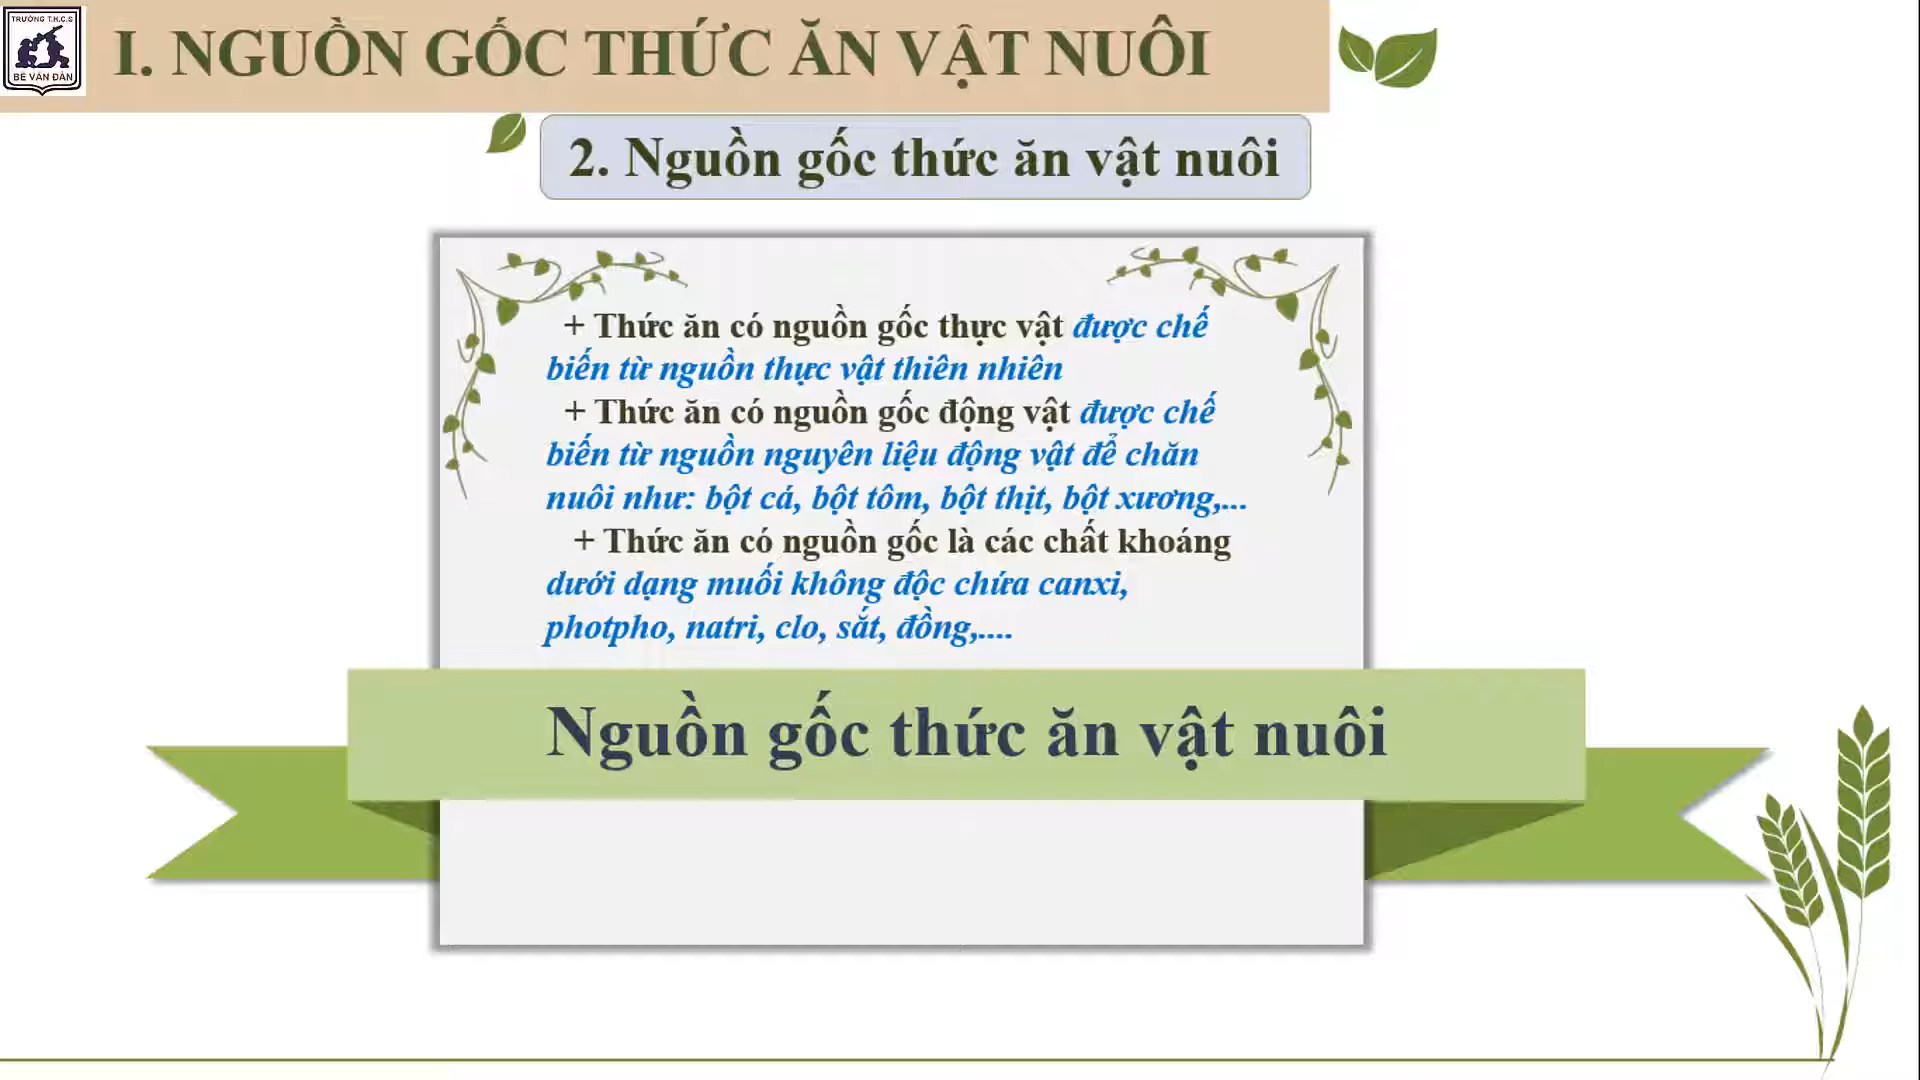 TRƯỜNG T.H.C.S
BẾ VĂN ĐÀN
I. NGUỒN GỐC THỨC ĂN VẬT NUÔI
2. Nguồn gốc thức ăn vật nuôi
+ Thức ăn có nguồn gốc thực vật được chế
biến từ nguồn thực vật thiên nhiên
+ Thức ăn có nguồn gốc động vật được chế
biến từ nguồn nguyên liệu động vật để chăn
nuôi như: bột cá, bột tôm, bột thịt, bột xương,...
+ Thức ăn có nguồn gốc là các chất khoáng
dưới dạng muối không độc chứa canxi,
photpho, natri, clo, sắt, đồng,....
Nguồn gốc thức ăn vật nuôi